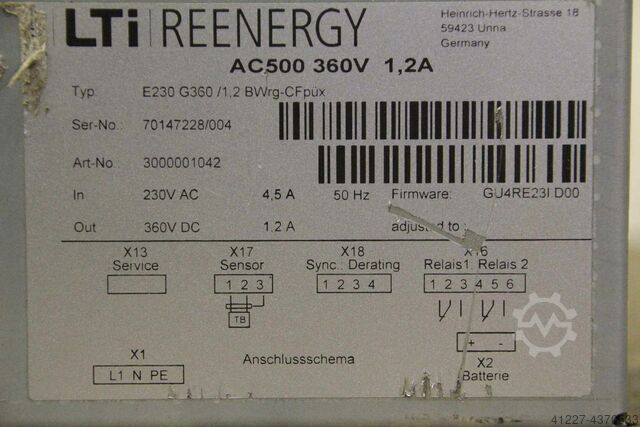 LTi REENERGY
Heinrich-Hertz-Strasse 18
59423 Unna
Germany
AC500 360V 1,2A
Typ E230 G360 /1,2 BWrg-CFpüx
Ser-No.: 70147228/004
Art-No.: 3000001042
In 230V AC 4,5 A 50 Hz Firmware: GU4RE23I D00
Out 360V DC 1.2 A adjusted to :
X13 X17 X18 X16
Service Sensor Sync.: Derating Relais1: Relais 2
1 2 3 1 2 3 4 1 2 3 4 5 6
TB
+ -
X1 Anschlussschema X2
L1 N PE Batterie
41227-4370633